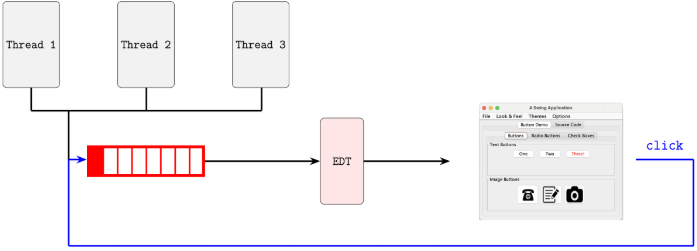 Thread 1
Thread 2
Thread 3
A Swing Application
File Look & Feel Themes Options
Button Demo Source Code
Buttons Radio Buttons Check Boxes
Text Buttons
One Two Three!
Image Buttons
EDT
click